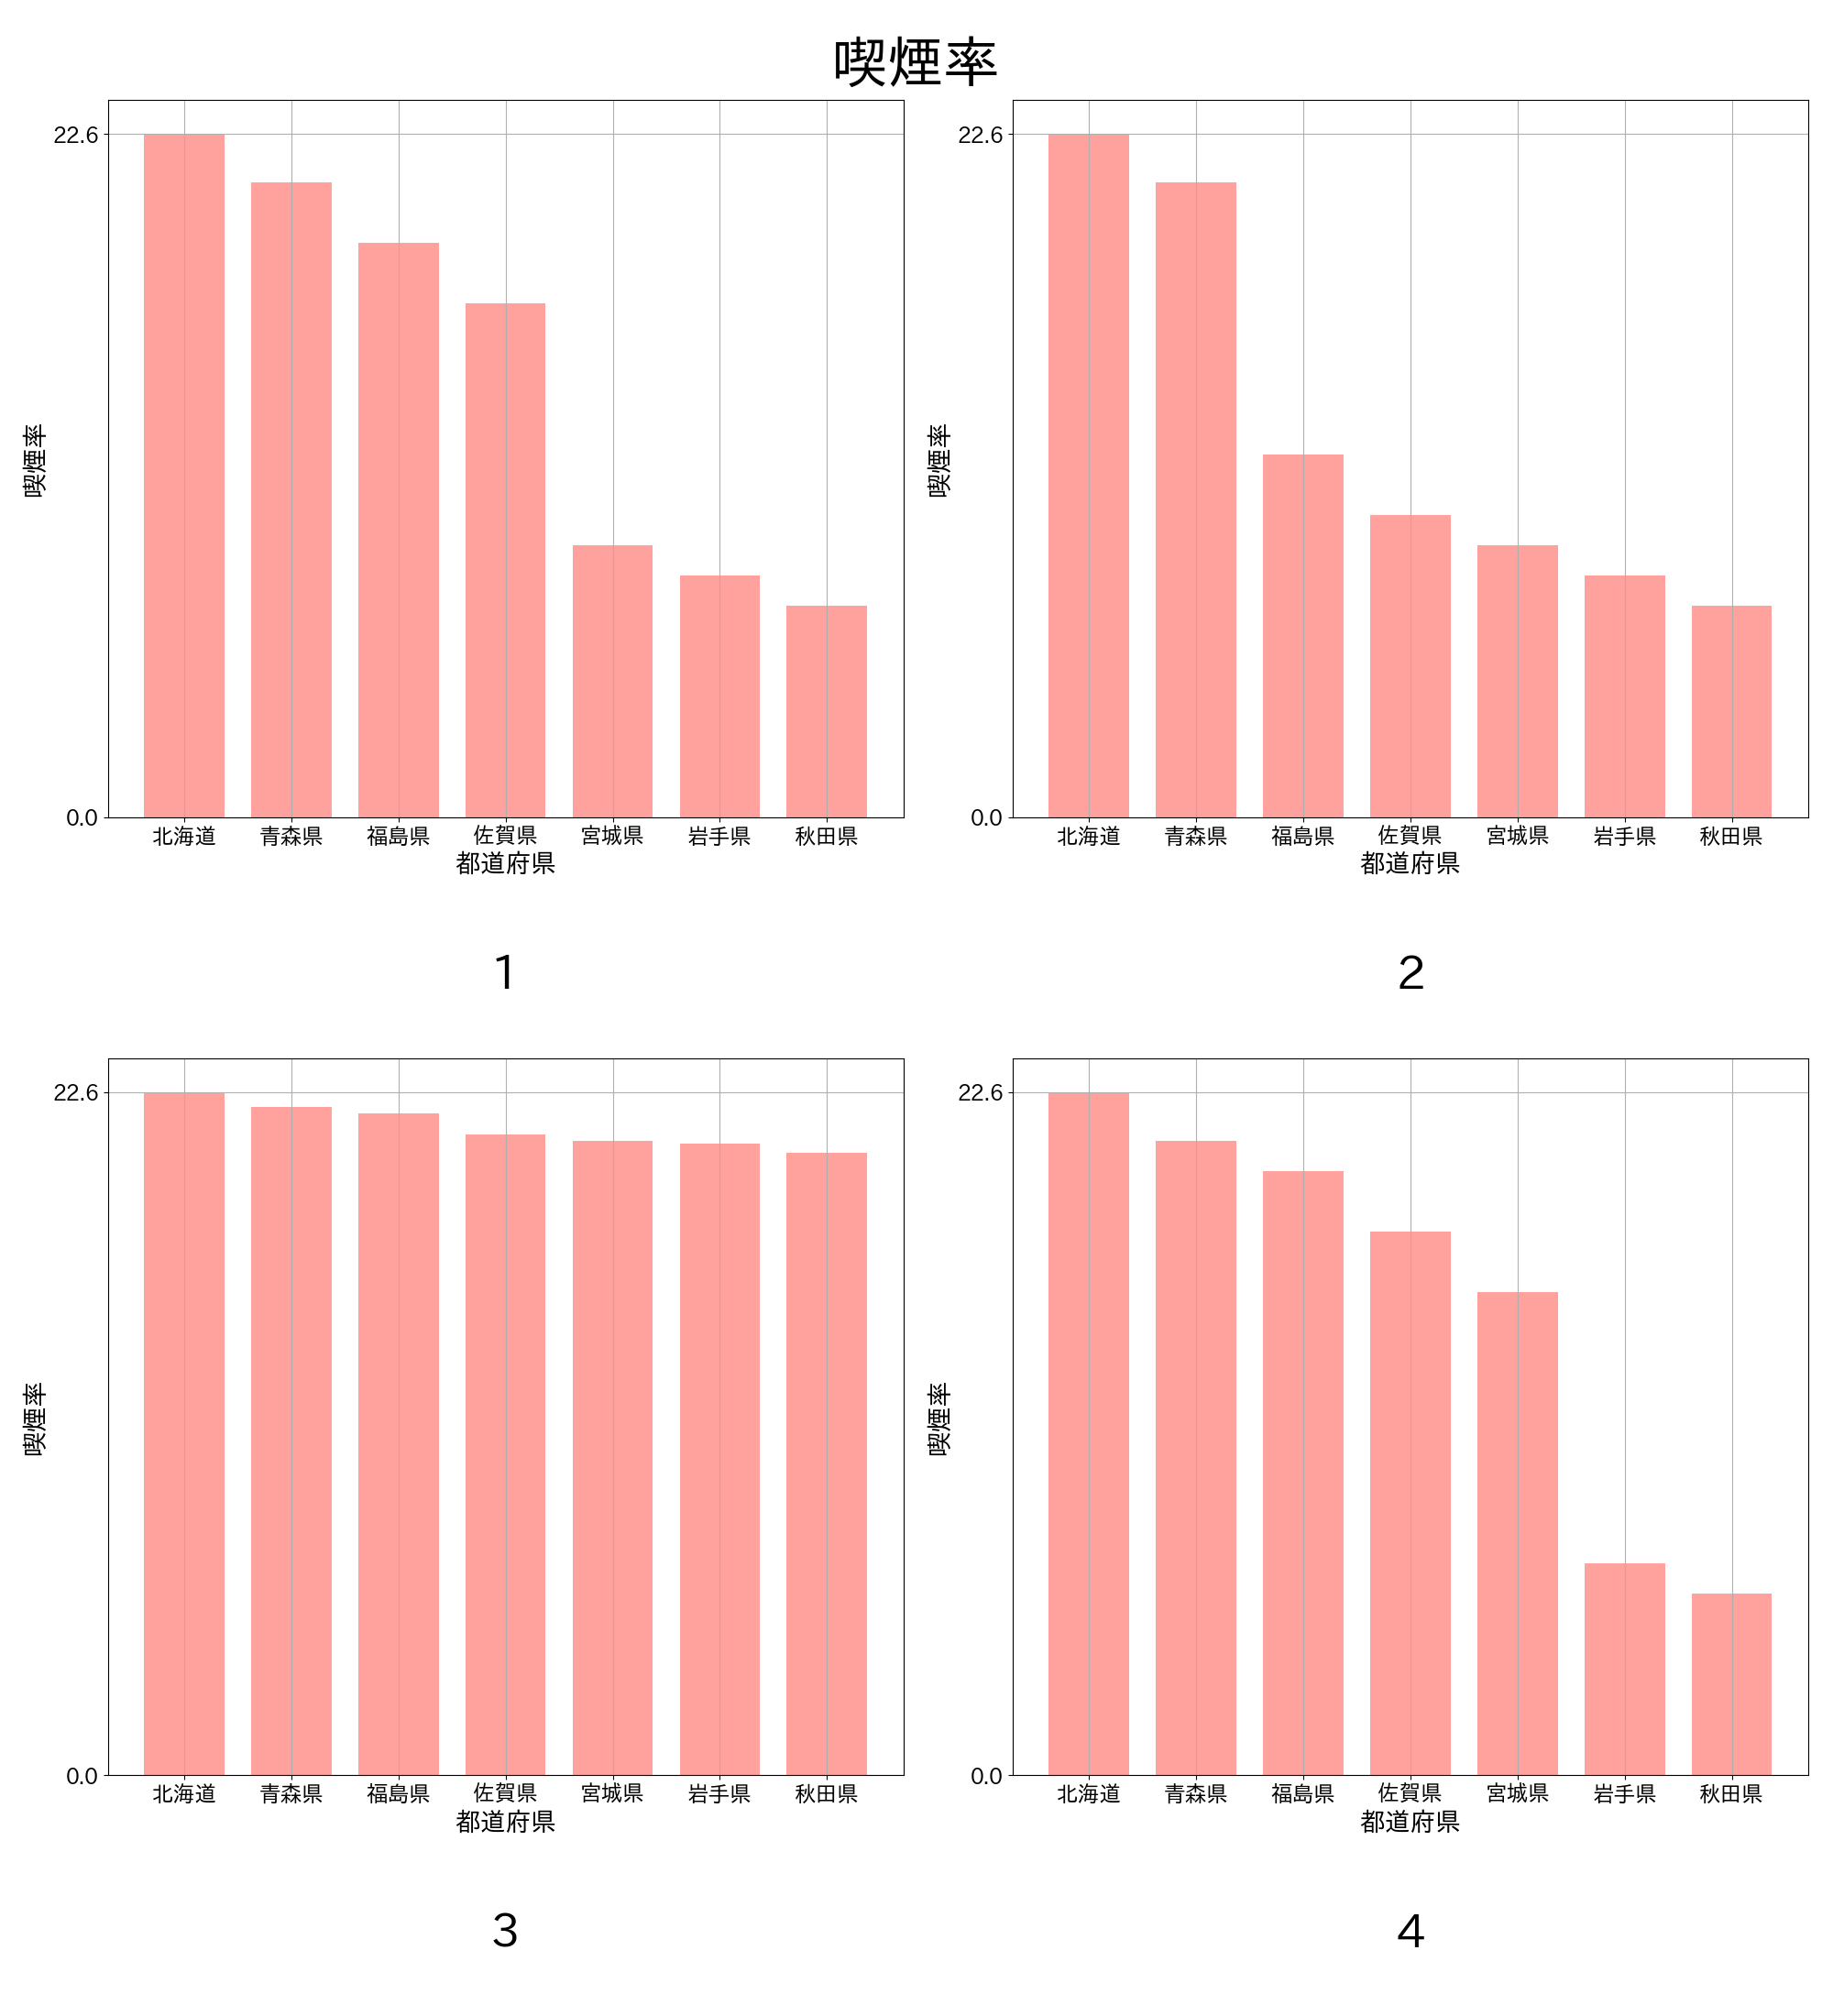 喫煙率
22.6
0.0
喫煙率
北海道 青森県 福島県 佐賀県 宮城県 岩手県 秋田県
都道府県
1
22.6
0.0
喫煙率
北海道 青森県 福島県 佐賀県 宮城県 岩手県 秋田県
都道府県
2
22.6
0.0
喫煙率
北海道 青森県 福島県 佐賀県 宮城県 岩手県 秋田県
都道府県
3
22.6
0.0
喫煙率
北海道 青森県 福島県 佐賀県 宮城県 岩手県 秋田県
都道府県
4